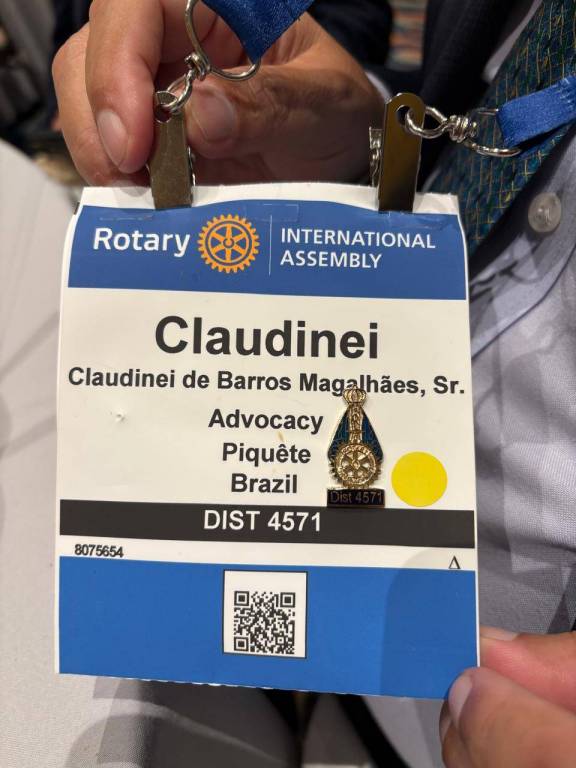 Rotary
INTERNATIONAL
ASSEMBLY
Claudinei
Claudinei de Barros Magalhães, Sr.
Advocacy
Piquête
Brazil
Dist 4571
DIST 4571
8075654
Δ